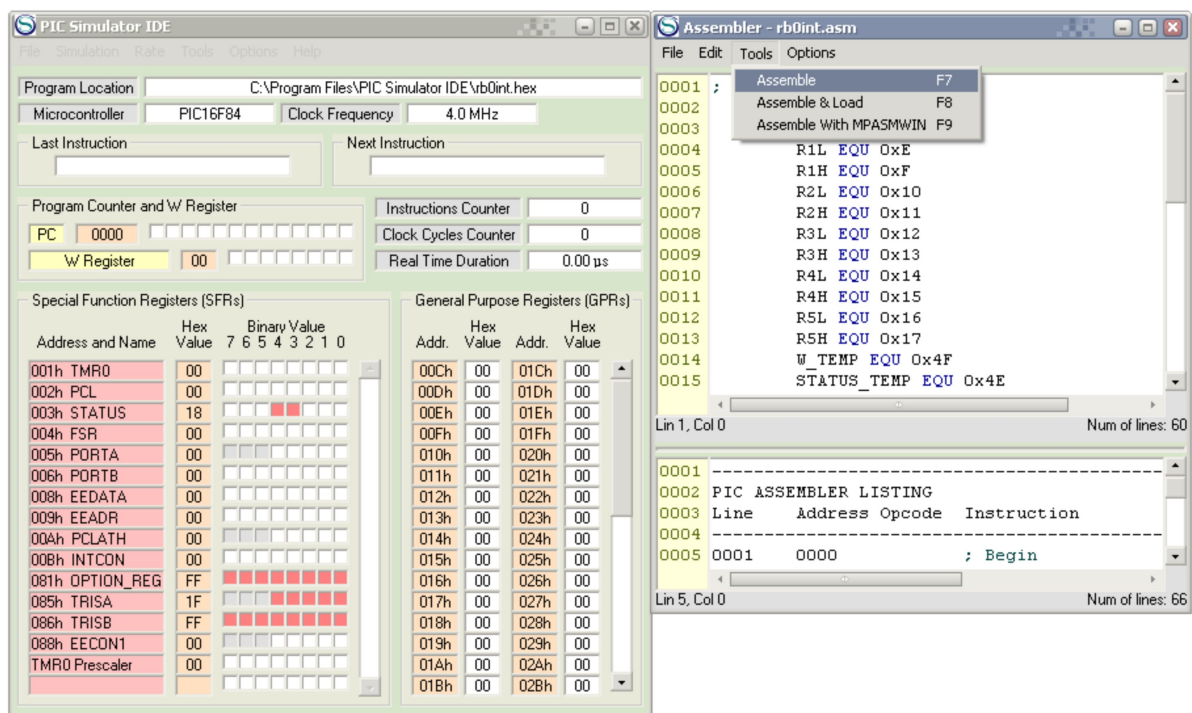 PIC Simulator IDE
File Simulation Rate Tools Options Help
Program Location C:\Program Files\PIC Simulator IDE\rb0int.hex
Microcontroller PIC16F84 Clock Frequency 4.0 MHz
Last Instruction Next Instruction
Program Counter and W Register
PC 0000
W Register 00
Instructions Counter 0
Clock Cycles Counter 0
Real Time Duration 0.00 µs
Special Function Registers (SFRs)
Hex Binary Value
Address and Name Value 7 6 5 4 3 2 1 0
001h TMR0 00
002h PCL 00
003h STATUS 18
004h FSR 00
005h PORTA 00
006h PORTB 00
008h EEDATA 00
009h EEADR 00
00Ah PCLATH 00
00Bh INTCON 00
081h OPTION_REG FF
085h TRISA 1F
086h TRISB FF
088h EECON1 00
TMR0 Prescaler 00
General Purpose Registers (GPRs)
Hex Hex
Addr. Value Addr. Value
00Ch 00 01Ch 00
00Dh 00 01Dh 00
00Eh 00 01Eh 00
00Fh 00 01Fh 00
010h 00 020h 00
011h 00 021h 00
012h 00 022h 00
013h 00 023h 00
014h 00 024h 00
015h 00 025h 00
016h 00 026h 00
017h 00 027h 00
018h 00 028h 00
019h 00 029h 00
01Ah 00 02Ah 00
01Bh 00 02Bh 00
Assembler - rb0int.asm
File Edit Tools Options
Assemble F7
Assemble & Load F8
Assemble With MPASMWIN F9
0001 ;
0002
0003
0004 R1L EQU 0xE
0005 R1H EQU 0xF
0006 R2L EQU 0x10
0007 R2H EQU 0x11
0008 R3L EQU 0x12
0009 R3H EQU 0x13
0010 R4L EQU 0x14
0011 R4H EQU 0x15
0012 R5L EQU 0x16
0013 R5H EQU 0x17
0014 W_TEMP EQU 0x4F
0015 STATUS_TEMP EQU 0x4E
Lin 1, Col 0 Num of lines: 60
0001 ----------------------------------------------
0002 PIC ASSEMBLER LISTING
0003 Line Address Opcode Instruction
0004 ----------------------------------------------
0005 0001 0000 ; Begin
Lin 5, Col 0 Num of lines: 66